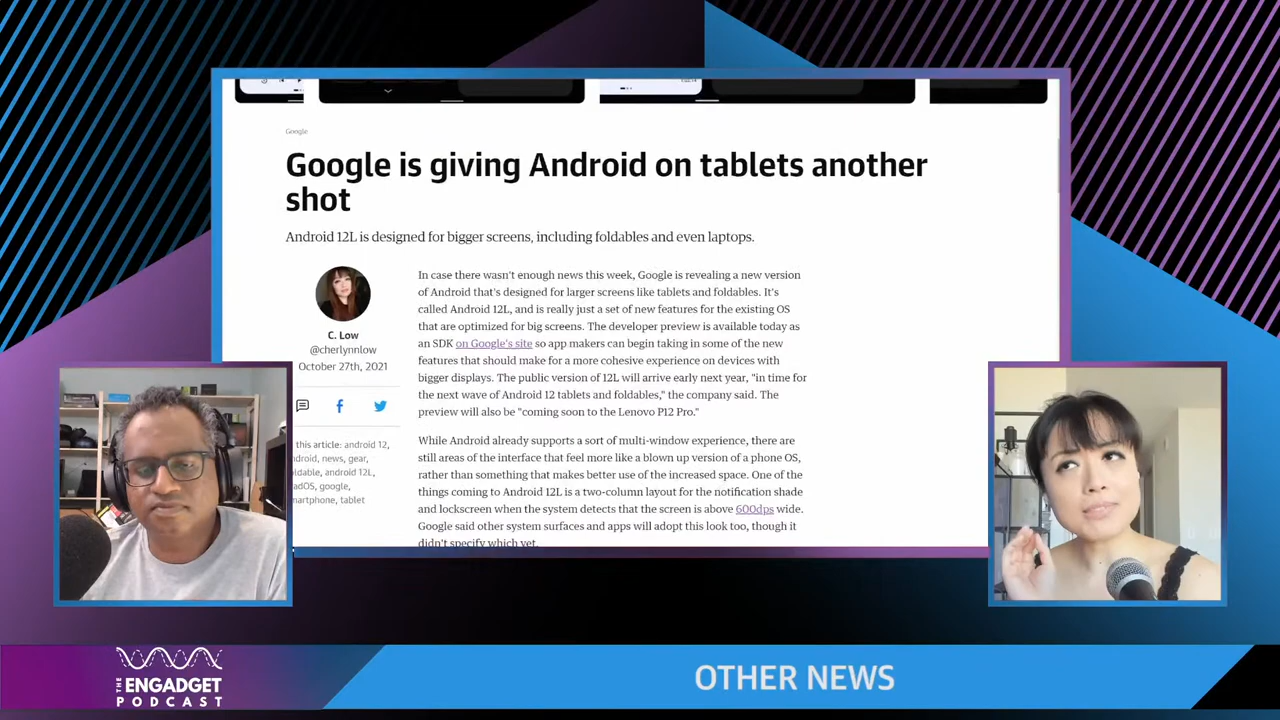 Google
Google is giving Android on tablets another
shot
Android 12L is designed for bigger screens, including foldables and even laptops.
C. Low
@cherlynnlow
October 27th, 2021
this article: android 12,
ndroid, news, gear,
ldable, android 12L,
adOS, google,
martphone, tablet
In case there wasn't enough news this week, Google is revealing a new version
of Android that's designed for larger screens like tablets and foldables. It's
called Android 12L, and is really just a set of new features for the existing OS
that are optimized for big screens. The developer preview is available today as
an SDK on Google's site so app makers can begin taking in some of the new
features that should make for a more cohesive experience on devices with
bigger displays. The public version of 12L will arrive early next year, "in time for
the next wave of Android 12 tablets and foldables," the company said. The
preview will also be "coming soon to the Lenovo P12 Pro."
While Android already supports a sort of multi-window experience, there are
still areas of the interface that feel more like a blown up version of a phone OS,
rather than something that makes better use of the increased space. One of the
things coming to Android 12L is a two-column layout for the notification shade
and lockscreen when the system detects that the screen is above 600dps wide.
Google said other system surfaces and apps will adopt this look too, though it
didn't specify which yet.
THE ENGADGET
PODCAST
OTHER NEWS